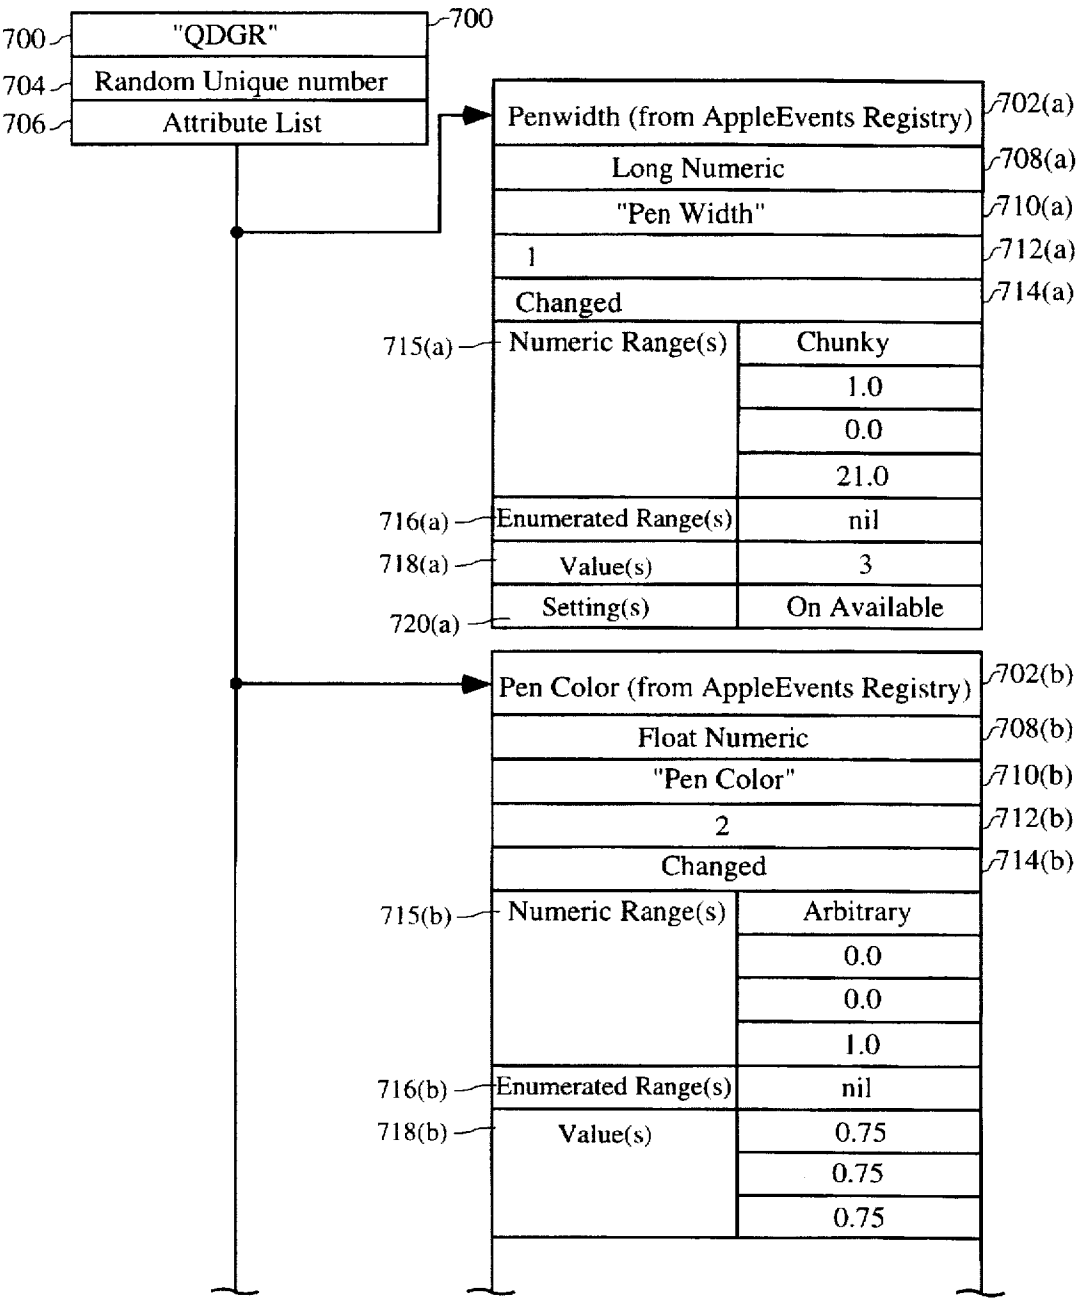 700 "QDGR" 700
704 Random Unique number
706 Attribute List
Penwidth (from AppleEvents Registry) 702(a)
Long Numeric 708(a)
"Pen Width" 710(a)
1 712(a)
Changed 714(a)
715(a) Numeric Range(s) Chunky
1.0
0.0
21.0
716(a) Enumerated Range(s) nil
718(a) Value(s) 3
720(a) Setting(s) On Available
Pen Color (from AppleEvents Registry) 702(b)
Float Numeric 708(b)
"Pen Color" 710(b)
2 712(b)
Changed 714(b)
715(b) Numeric Range(s) Arbitrary
0.0
0.0
1.0
716(b) Enumerated Range(s) nil
718(b) Value(s) 0.75
0.75
0.75